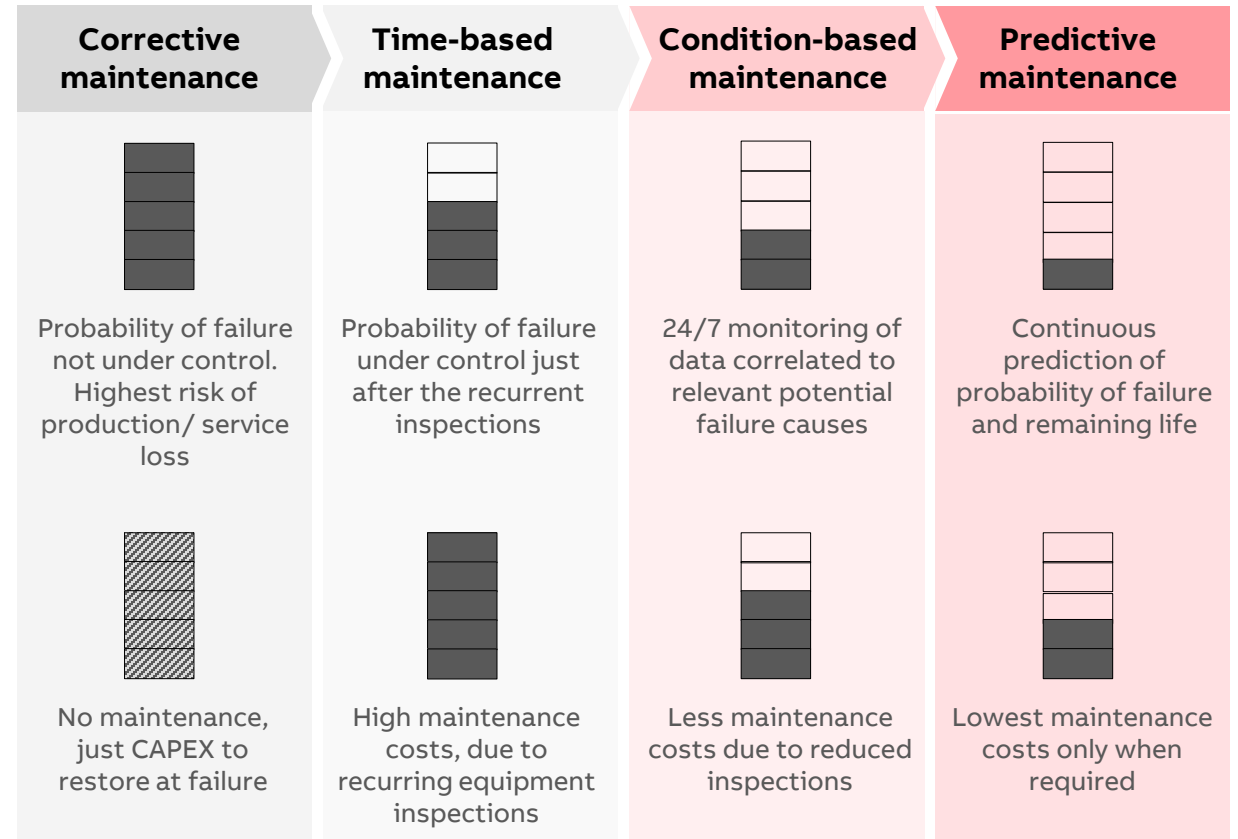 Corrective
maintenance
Time-based
maintenance
Condition-based
maintenance
Predictive
maintenance
Probability of failure
not under control.
Highest risk of
production/ service
loss
Probability of failure
under control just
after the recurrent
inspections
24/7 monitoring of
data correlated to
relevant potential
failure causes
Continuous
prediction of
probability of failure
and remaining life
No maintenance,
just CAPEX to
restore at failure
High maintenance
costs, due to
recurring equipment
inspections
Less maintenance
costs due to reduced
inspections
Lowest maintenance
costs only when
required